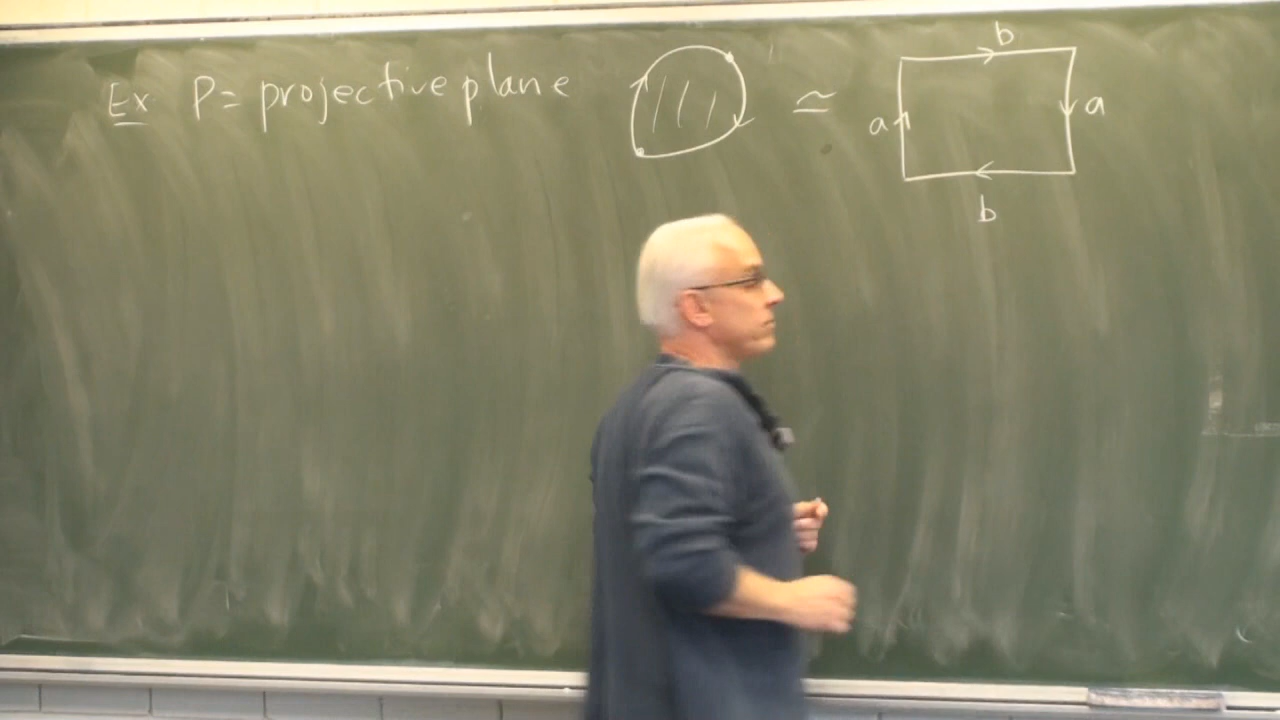 Ex P = projective plane ≃
b
a a
b